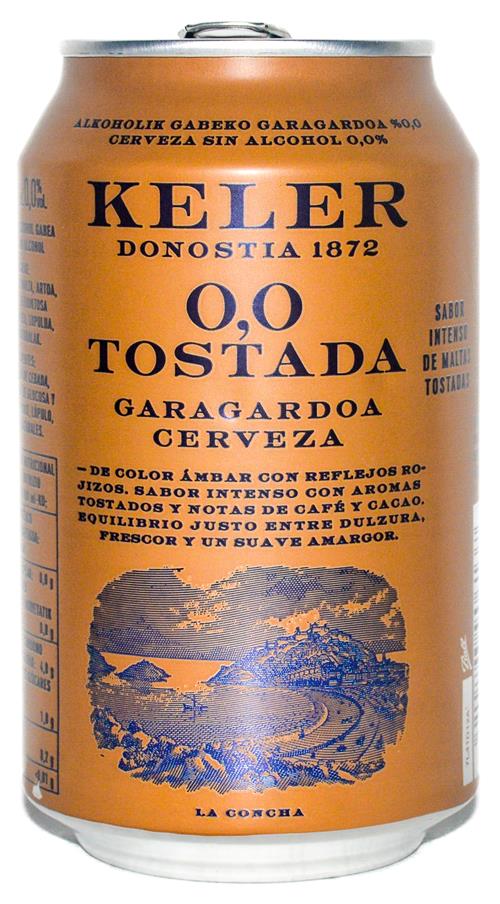 ALKOHOLIK GABEKO GARAGARDOA %0,0
CERVEZA SIN ALCOHOL 0,0%
KELER
DONOSTIA 1872
0,0
TOSTADA
GARAGARDOA
CERVEZA
– DE COLOR ÁMBAR CON REFLEJOS RO-
JIZOS. SABOR INTENSO CON AROMAS
TOSTADOS Y NOTAS DE CAFÉ Y CACAO.
EQUILIBRIO JUSTO ENTRE DULZURA,
FRESCOR Y UN SUAVE AMARGOR.
LA CONCHA
SABOR
INTENSO
DE MALTAS
TOSTADAS